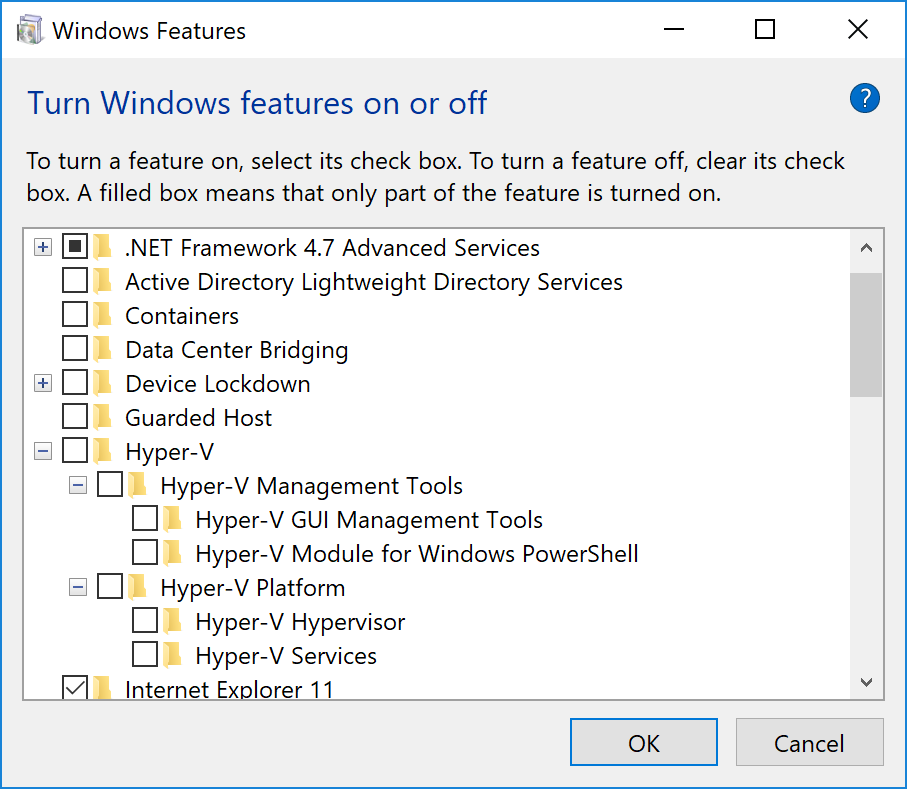 Windows Features
Turn Windows features on or off
?
To turn a feature on, select its check box. To turn a feature off, clear its check
box. A filled box means that only part of the feature is turned on.
.NET Framework 4.7 Advanced Services
Active Directory Lightweight Directory Services
Containers
Data Center Bridging
Device Lockdown
Guarded Host
Hyper-V
Hyper-V Management Tools
Hyper-V GUI Management Tools
Hyper-V Module for Windows PowerShell
Hyper-V Platform
Hyper-V Hypervisor
Hyper-V Services
Internet Explorer 11
OK
Cancel